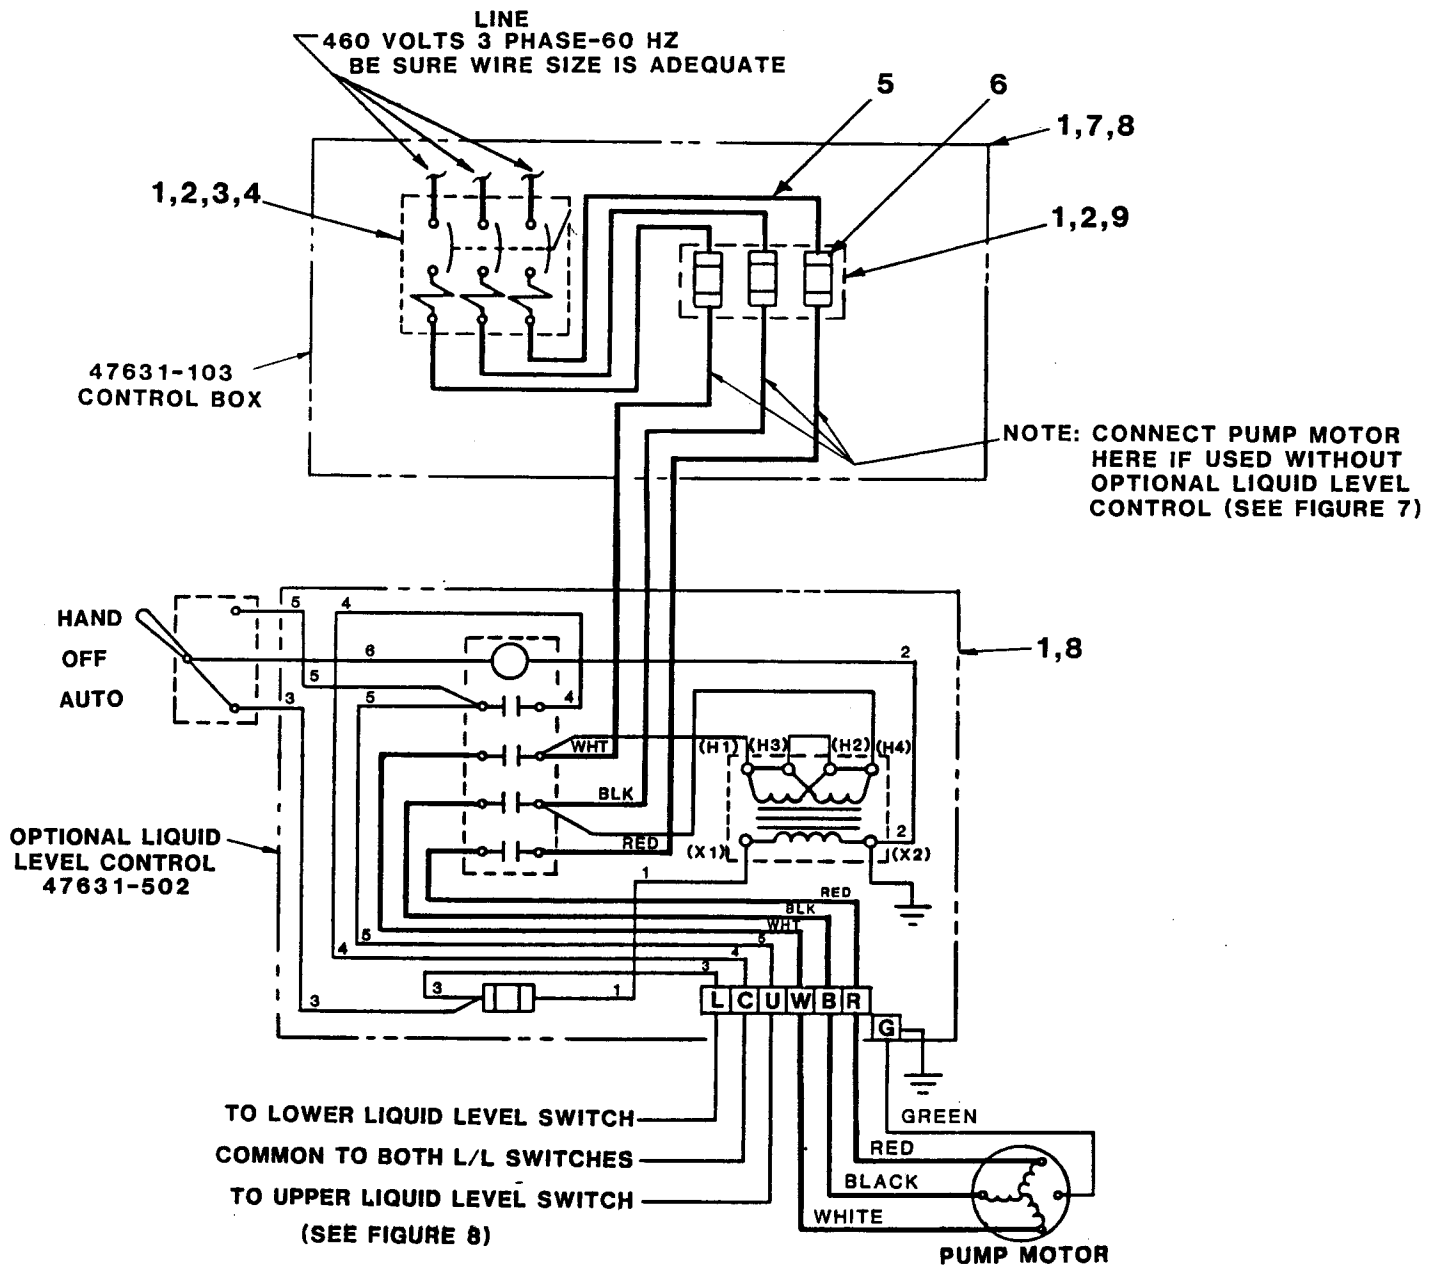 LINE
460 VOLTS 3 PHASE-60 HZ
BE SURE WIRE SIZE IS ADEQUATE
5
6
1,7,8
1,2,3,4
1,2,9
47631-103
CONTROL BOX
NOTE: CONNECT PUMP MOTOR
HERE IF USED WITHOUT
OPTIONAL LIQUID LEVEL
CONTROL (SEE FIGURE 7)
HAND
OFF
AUTO
5
4
6
2
1,8
5
3
5
4
WHT
(H1)
(H3)
(H2)
(H4)
BLK
RED
2
(X1)
(X2)
OPTIONAL LIQUID
LEVEL CONTROL
47631-502
1
RED
BLK
WHT
5
5
4
4
3
3
1
3
L C U W B R
G
TO LOWER LIQUID LEVEL SWITCH
COMMON TO BOTH L/L SWITCHES
TO UPPER LIQUID LEVEL SWITCH
(SEE FIGURE 8)
GREEN
RED
BLACK
WHITE
PUMP MOTOR